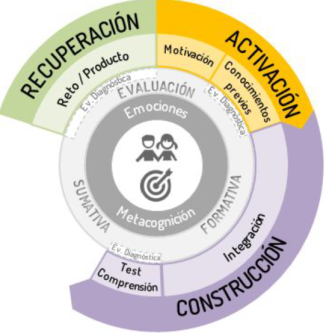 RECUPERACIÓN
Reto / Producto
Ev. Diagnóstica
ACTIVACIÓN
Motivación
Conocimientos
previos
Ev. Diagnóstica
EVALUACIÓN
Emociones
Metacognición
SUMATIVA
FORMATIVA
Ev. Diagnóstica
Test
Comprensión
Integración
CONSTRUCCIÓN